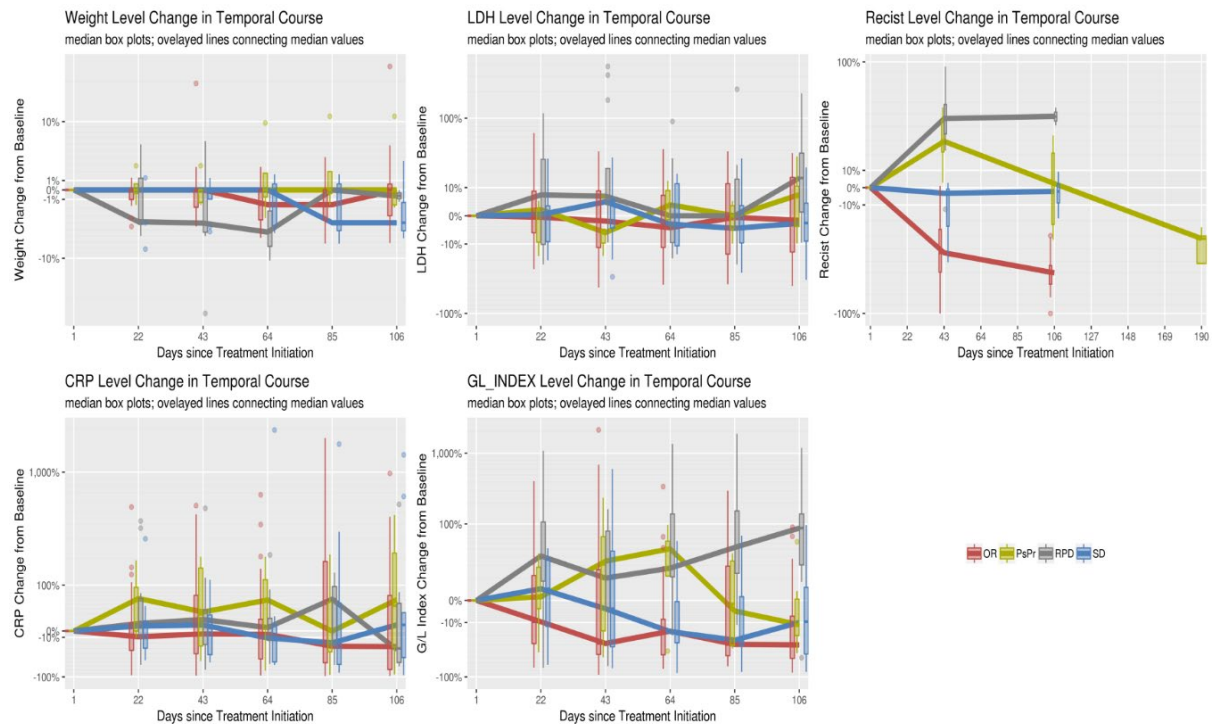 Weight Level Change in Temporal Course
median box plots; ovelayed lines connecting median values
Weight Change from Baseline
10%
1%
0%
-1%
-10%
1 22 43 64 85 106
Days since Treatment Initiation
LDH Level Change in Temporal Course
median box plots; ovelayed lines connecting median values
LDH Change from Baseline
100%
10%
0%
-10%
-100%
1 22 43 64 85 106
Days since Treatment Initiation
Recist Level Change in Temporal Course
median box plots; ovelayed lines connecting median values
Recist Change from Baseline
100%
10%
0%
-10%
-100%
1 22 43 64 85 106 127 148 169 190
Days since Treatment Initiation
CRP Level Change in Temporal Course
median box plots; ovelayed lines connecting median values
CRP Change from Baseline
1,000%
100%
10%
0%
-10%
-100%
1 22 43 64 85 106
Days since Treatment Initiation
GL_INDEX Level Change in Temporal Course
median box plots; ovelayed lines connecting median values
G/L Index Change from Baseline
1,000%
100%
0%
-10%
-100%
1 22 43 64 85 106
Days since Treatment Initiation
OR PsPr RPD SD